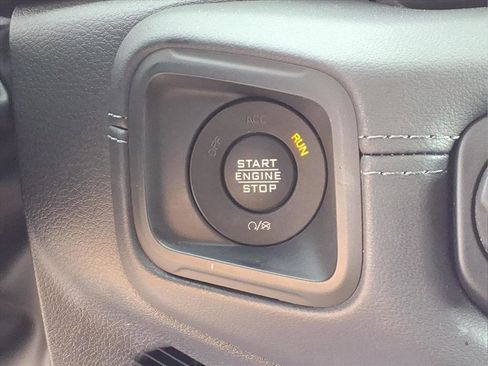 ACC
OFF
RUN
START
ENGINE
STOP